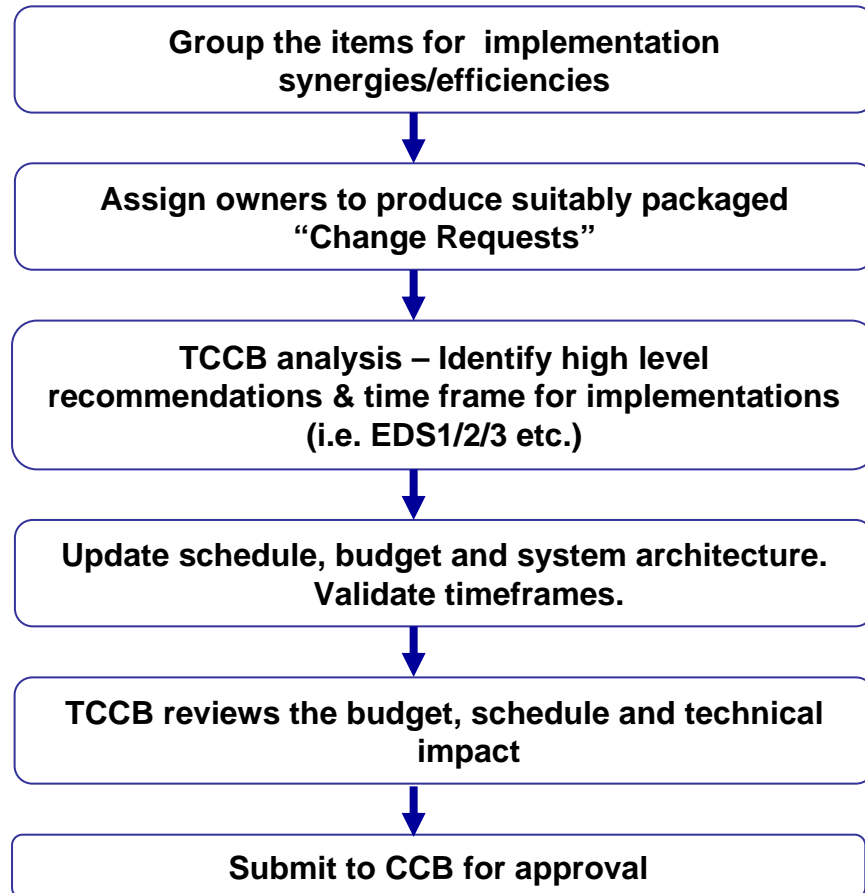 Group the items for  implementation
synergies/efficiencies
Assign owners to produce suitably packaged
“Change Requests”
TCCB analysis – Identify high level
recommendations & time frame for implementations
(i.e. EDS1/2/3 etc.)
Update schedule, budget and system architecture.
Validate timeframes.
TCCB reviews the budget, schedule and technical
impact
Submit to CCB for approval